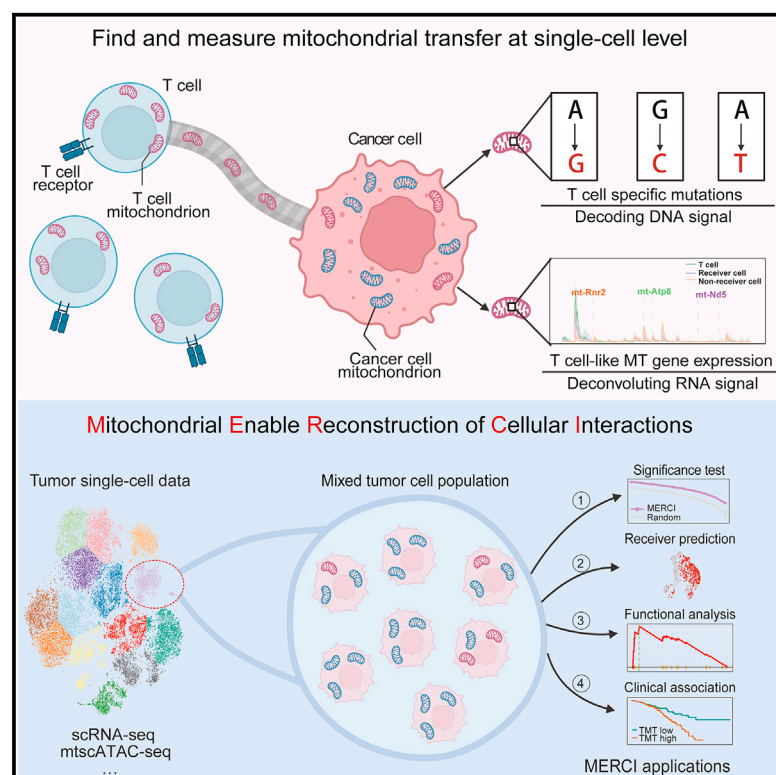 Find and measure mitochondrial transfer at single-cell level
T cell
T cell
receptor
T cell
mitochondrion
Cancer cell
Cancer cell
mitochondrion
A G A
G C T
T cell specific mutations
Decoding DNA signal
T cell
Receiver cell
Non-receiver cell
mt-Rnr2 mt-Atp8 mt-Nd5
T cell-like MT gene expression
Deconvoluting RNA signal
Mitochondrial Enable Reconstruction of Cellular Interactions
Tumor single-cell data
scRNA-seq
mtscATAC-seq
...
Mixed tumor cell population
1
Significance test
MERCI
Random
2
Receiver prediction
3
Functional analysis
4
Clinical association
TMT low
TMT high
MERCI applications